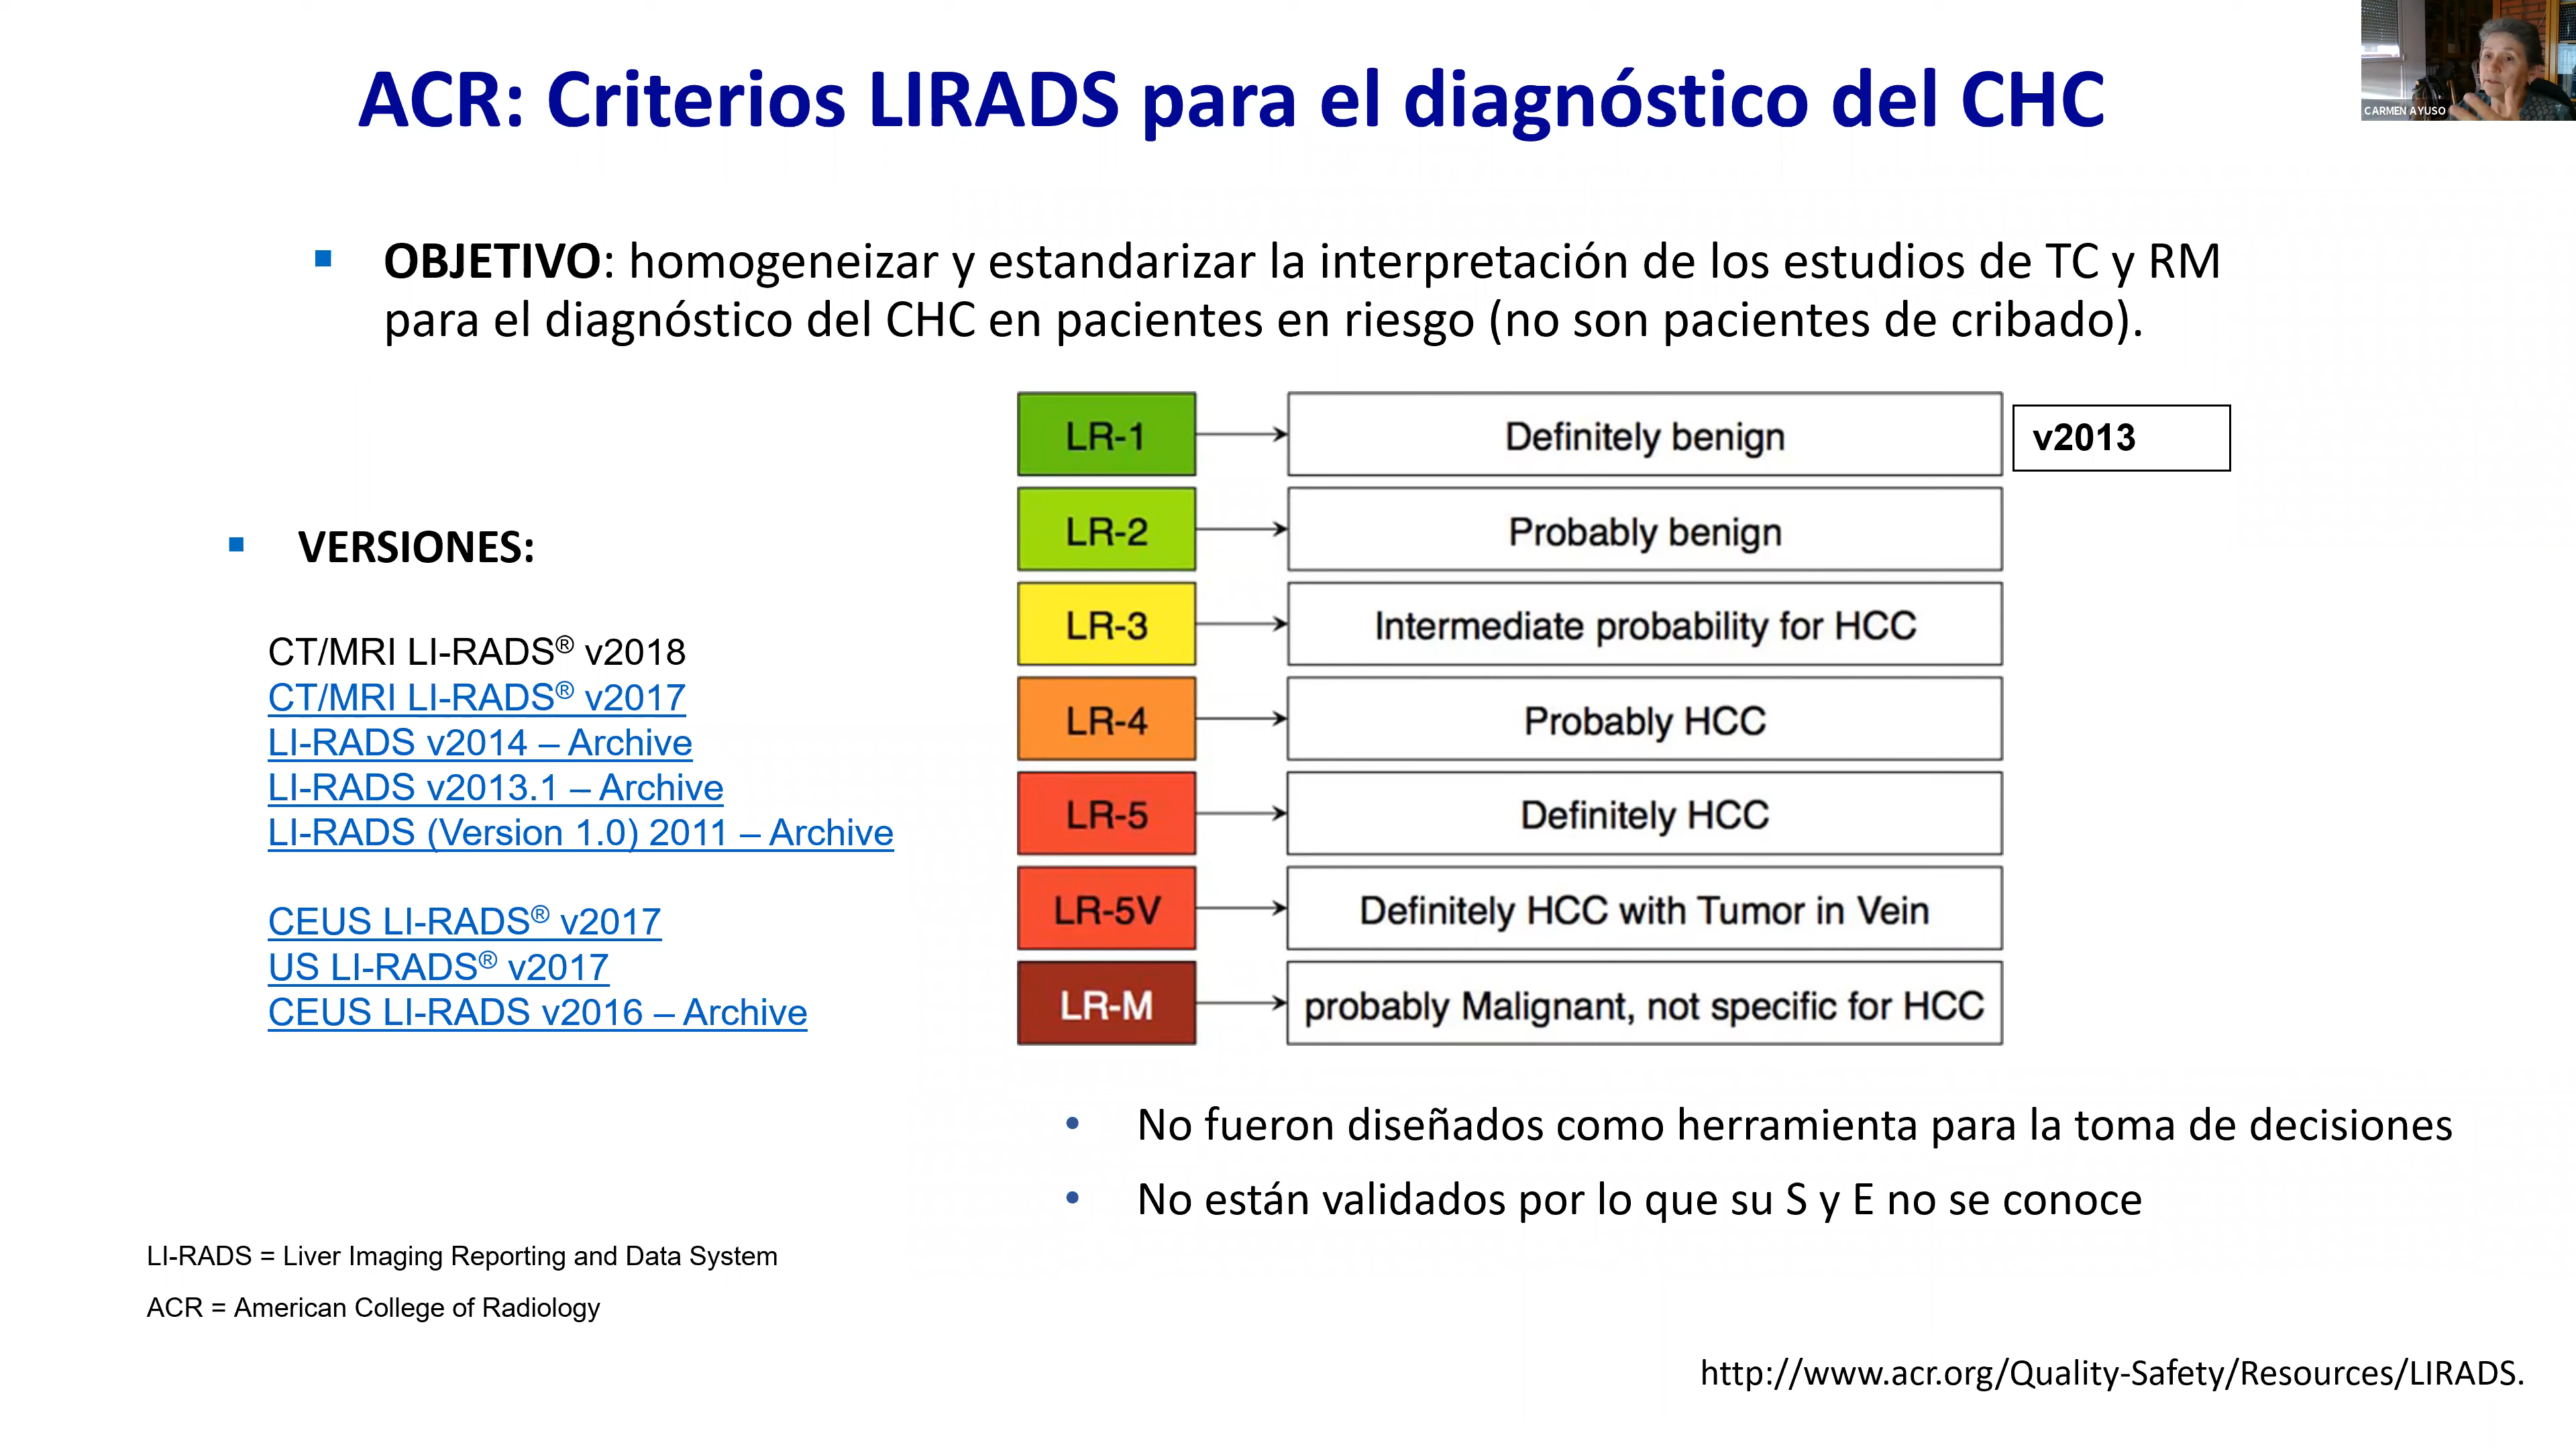 ACR: Criterios LIRADS para el diagnóstico del CHC
CARMEN AYUSO
OBJETIVO: homogeneizar y estandarizar la interpretación de los estudios de TC y RM
para el diagnóstico del CHC en pacientes en riesgo (no son pacientes de cribado).
VERSIONES:
CT/MRI LI-RADS® v2018
CT/MRI LI-RADS® v2017
LI-RADS v2014 – Archive
LI-RADS v2013.1 – Archive
LI-RADS (Version 1.0) 2011 – Archive
CEUS LI-RADS® v2017
US LI-RADS® v2017
CEUS LI-RADS v2016 – Archive
LR-1 Definitely benign v2013
LR-2 Probably benign
LR-3 Intermediate probability for HCC
LR-4 Probably HCC
LR-5 Definitely HCC
LR-5V Definitely HCC with Tumor in Vein
LR-M probably Malignant, not specific for HCC
No fueron diseñados como herramienta para la toma de decisiones
No están validados por lo que su S y E no se conoce
LI-RADS = Liver Imaging Reporting and Data System
ACR = American College of Radiology
http://www.acr.org/Quality-Safety/Resources/LIRADS.